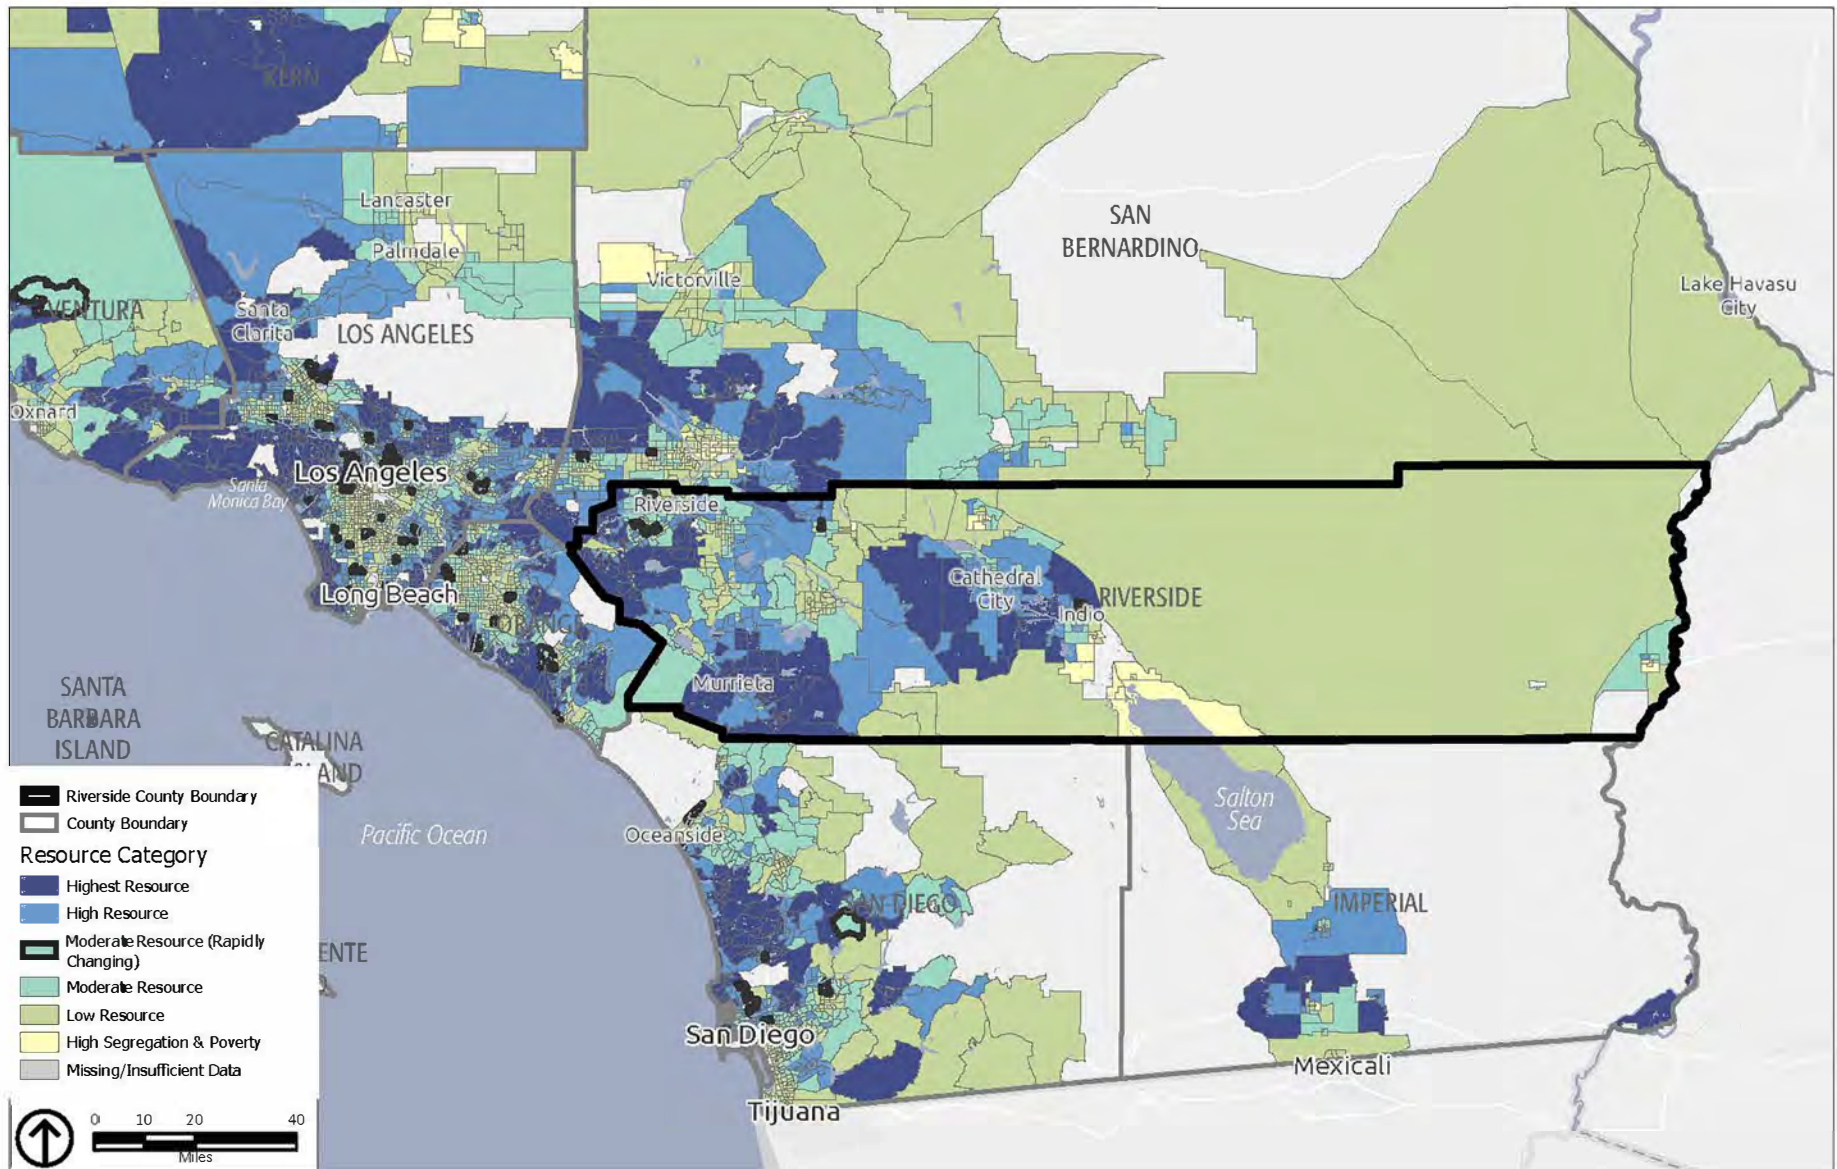 KERN
Lancaster
Palmdale
SAN
BERNARDINO
Victorville
Lake Havasu
City
VENTURA
Santa
Clarita
LOS ANGELES
Oxnard
Los Angeles
Santa
Monica Bay
Riverside
Long Beach
Cathedral
City
RIVERSIDE
Indio
ORANGE
Murrieta
SANTA
BARBARA
ISLAND
CATALINA
ISLAND
Riverside County Boundary
County Boundary
Resource Category
Highest Resource
High Resource
Moderate Resource (Rapidly
Changing)
Moderate Resource
Low Resource
High Segregation & Poverty
Missing/Insufficient Data
0 10 20 40
Miles
Pacific Ocean
Oceanside
Salton
Sea
SAN DIEGO
IMPERIAL
ENTE
San Diego
Mexicali
Tijuana